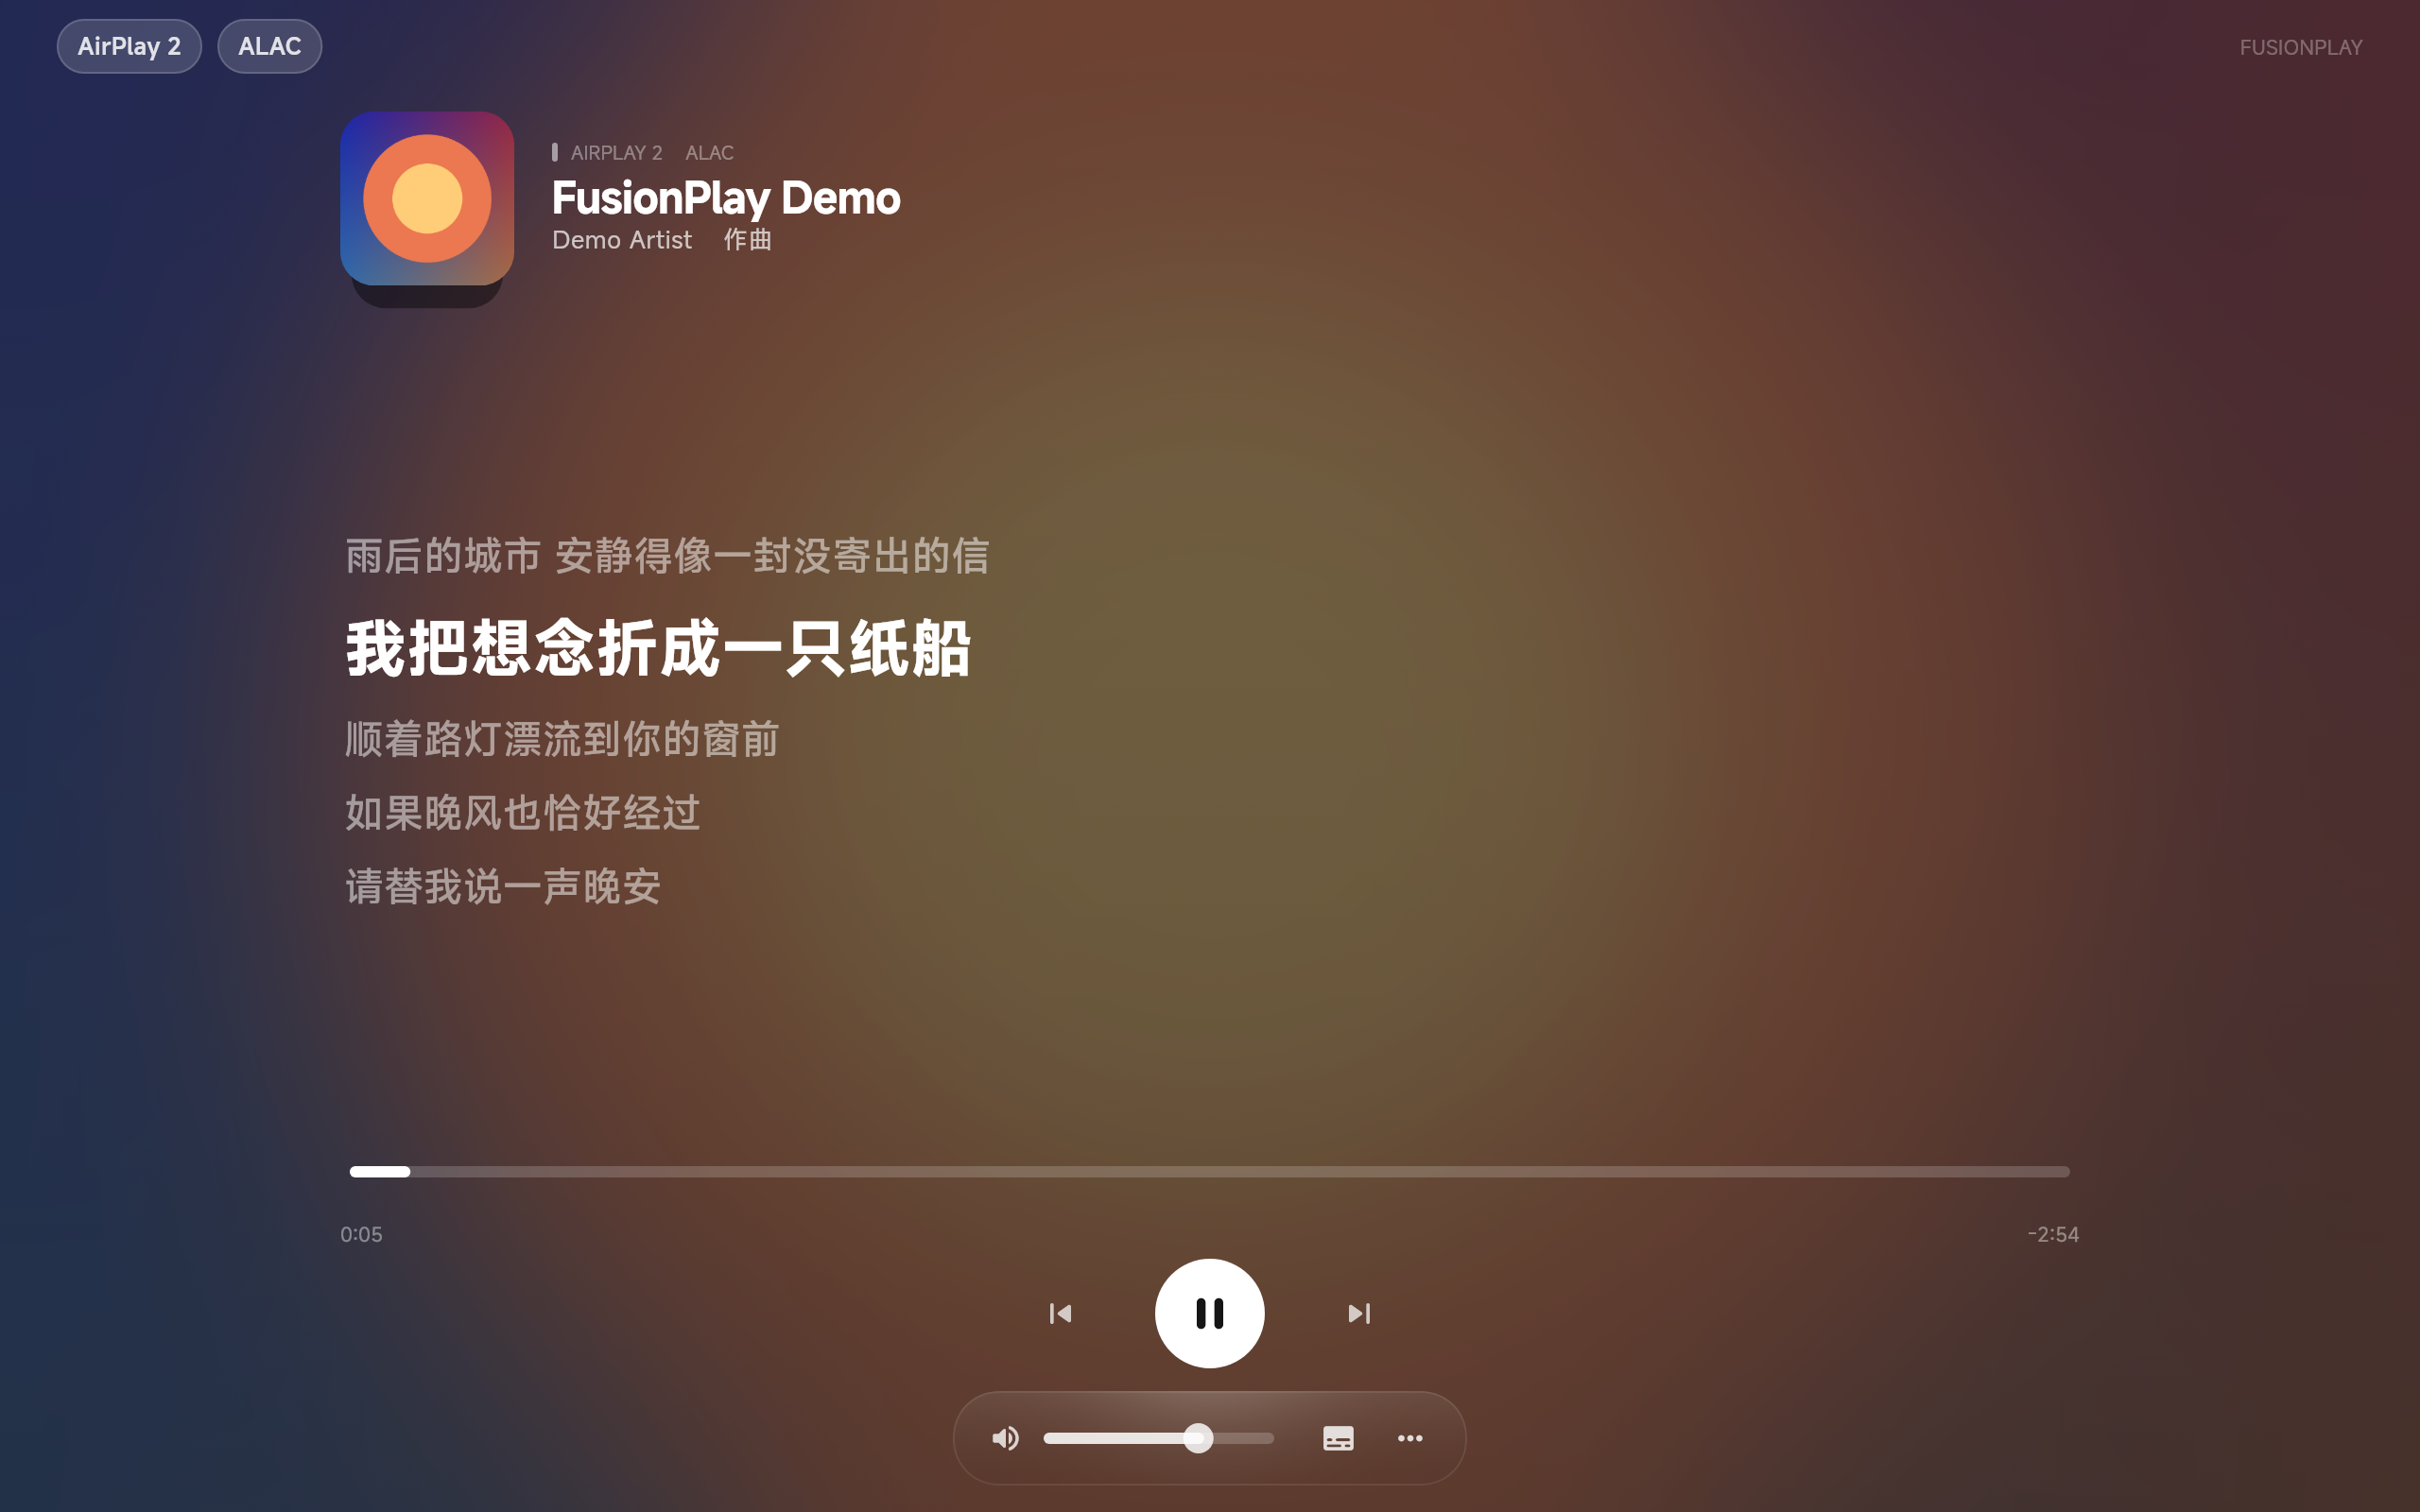 AirPlay 2 ALAC FUSIONPLAY
AIRPLAY 2 ALAC
FusionPlay Demo
Demo Artist 作曲
雨后的城市 安静得像一封没寄出的信
我把想念折成一只纸船
顺着路灯漂流到你的窗前
如果晚风也恰好经过
请替我说一声晚安
0:05 -2:54